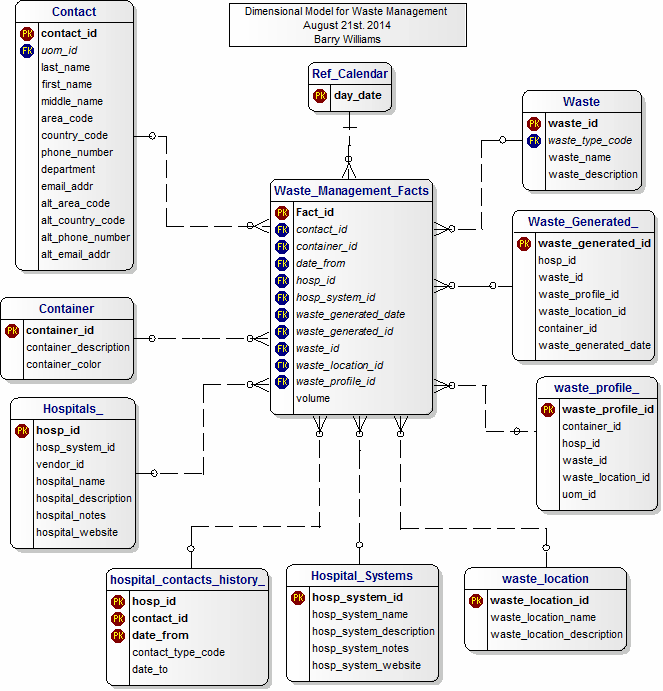 Dimensional Model for Waste Management
August 21st. 2014
Barry Williams
Contact
PK contact_id
FK uom_id
last_name
first_name
middle_name
area_code
country_code
phone_number
department
email_addr
alt_area_code
alt_country_code
alt_phone_number
alt_email_addr
Ref_Calendar
PK day_date
Waste
PK waste_id
FK waste_type_code
waste_name
waste_description
Waste_Management_Facts
PK Fact_id
FK contact_id
FK container_id
FK date_from
FK hosp_id
FK hosp_system_id
FK waste_generated_date
FK waste_generated_id
FK waste_id
FK waste_location_id
FK waste_profile_id
volume
Waste_Generated_
PK waste_generated_id
hosp_id
waste_id
waste_profile_id
waste_location_id
container_id
waste_generated_date
Container
PK container_id
container_description
container_color
Hospitals_
PK hosp_id
hosp_system_id
vendor_id
hospital_name
hospital_description
hospital_notes
hospital_website
waste_profile_
PK waste_profile_id
container_id
hosp_id
waste_id
waste_location_id
uom_id
hospital_contacts_history_
PK hosp_id
PK contact_id
PK date_from
contact_type_code
date_to
Hospital_Systems
PK hosp_system_id
hosp_system_name
hosp_system_description
hosp_system_notes
hosp_system_website
waste_location
PK waste_location_id
waste_location_name
waste_location_description